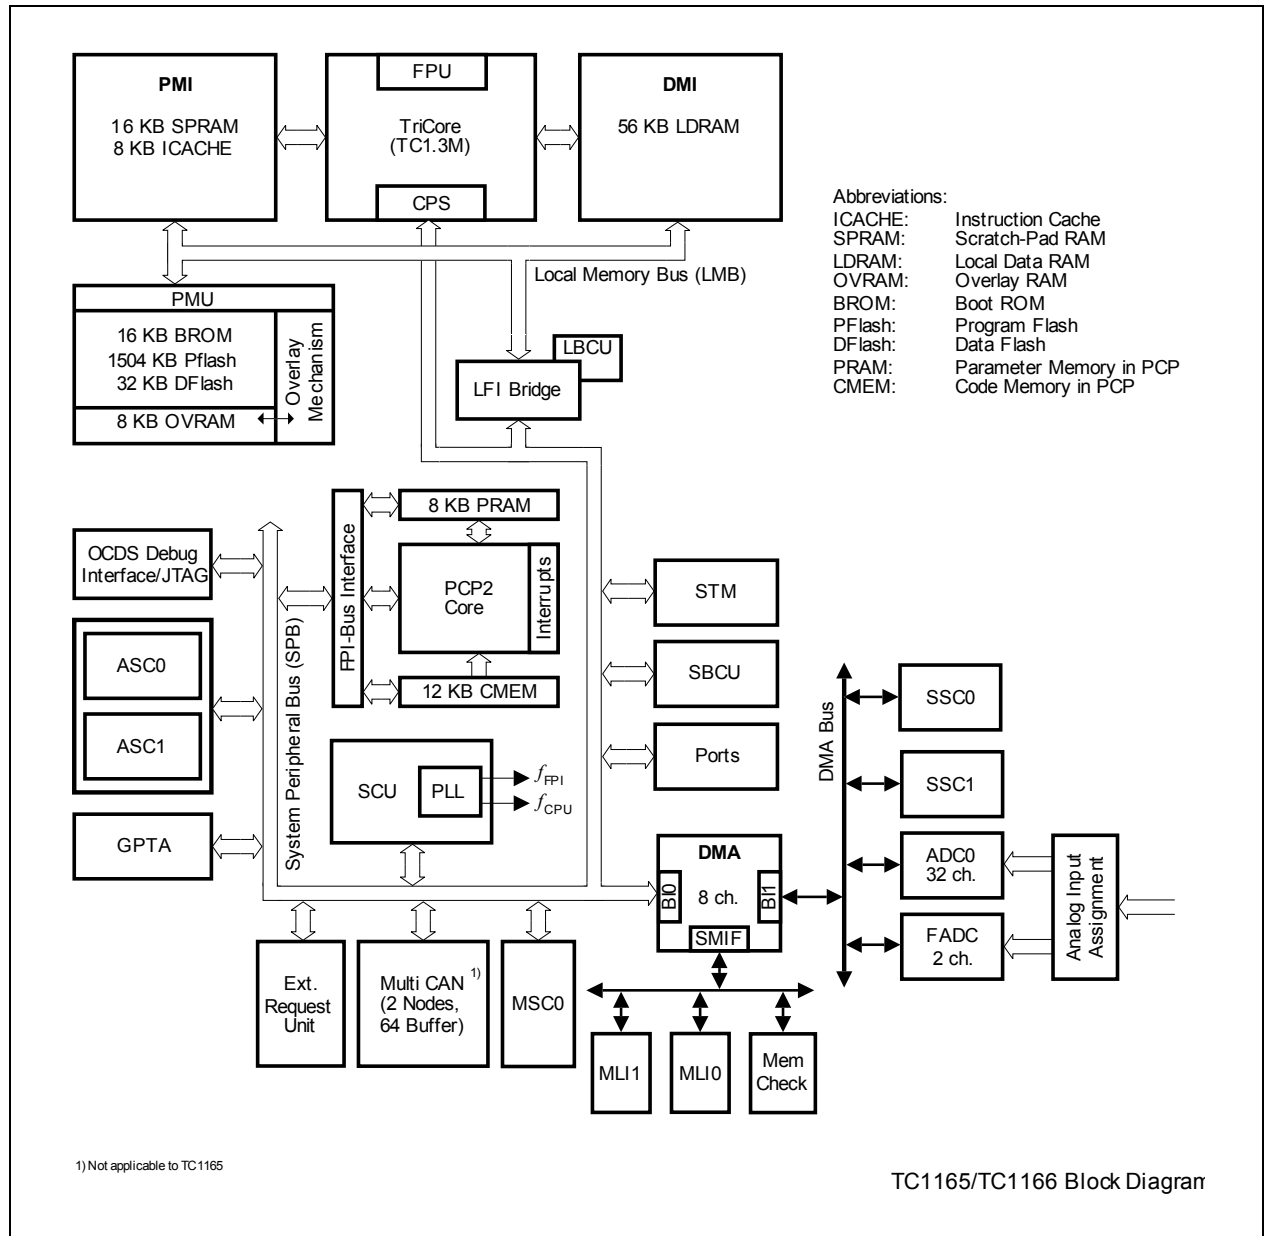 PMI
16 KB SPRAM
8 KB ICACHE
FPU
TriCore
(TC1.3M)
CPS
DMI
56 KB LDRAM
Abbreviations:
ICACHE: Instruction Cache
SPRAM: Scratch-Pad RAM
LDRAM: Local Data RAM
OVRAM: Overlay RAM
BROM: Boot ROM
PFlash: Program Flash
DFlash: Data Flash
PRAM: Parameter Memory in PCP
CMEM: Code Memory in PCP
Local Memory Bus (LMB)
PMU
16 KB BROM
1504 KB Pflash
32 KB DFlash
8 KB OVRAM
Overlay
Mechanism
LBCU
LFI Bridge
OCDS Debug
Interface/JTAG
ASC0
ASC1
GPTA
System Peripheral Bus (SPB)
FPI-Bus Interface
8 KB PRAM
PCP2
Core
Interrupts
12 KB CMEM
SCU
PLL
fFPI
fCPU
STM
SBCU
Ports
DMA
8 ch.
BI0
BI1
SMIF
DMA Bus
SSC0
SSC1
ADC0
32 ch.
FADC
2 ch.
Analog Input
Assignment
Ext.
Request
Unit
Multi CAN 1)
(2 Nodes,
64 Buffer)
MSC0
MLI1
MLI0
Mem
Check
1) Not applicable to TC1165
TC1165/TC1166 Block Diagram